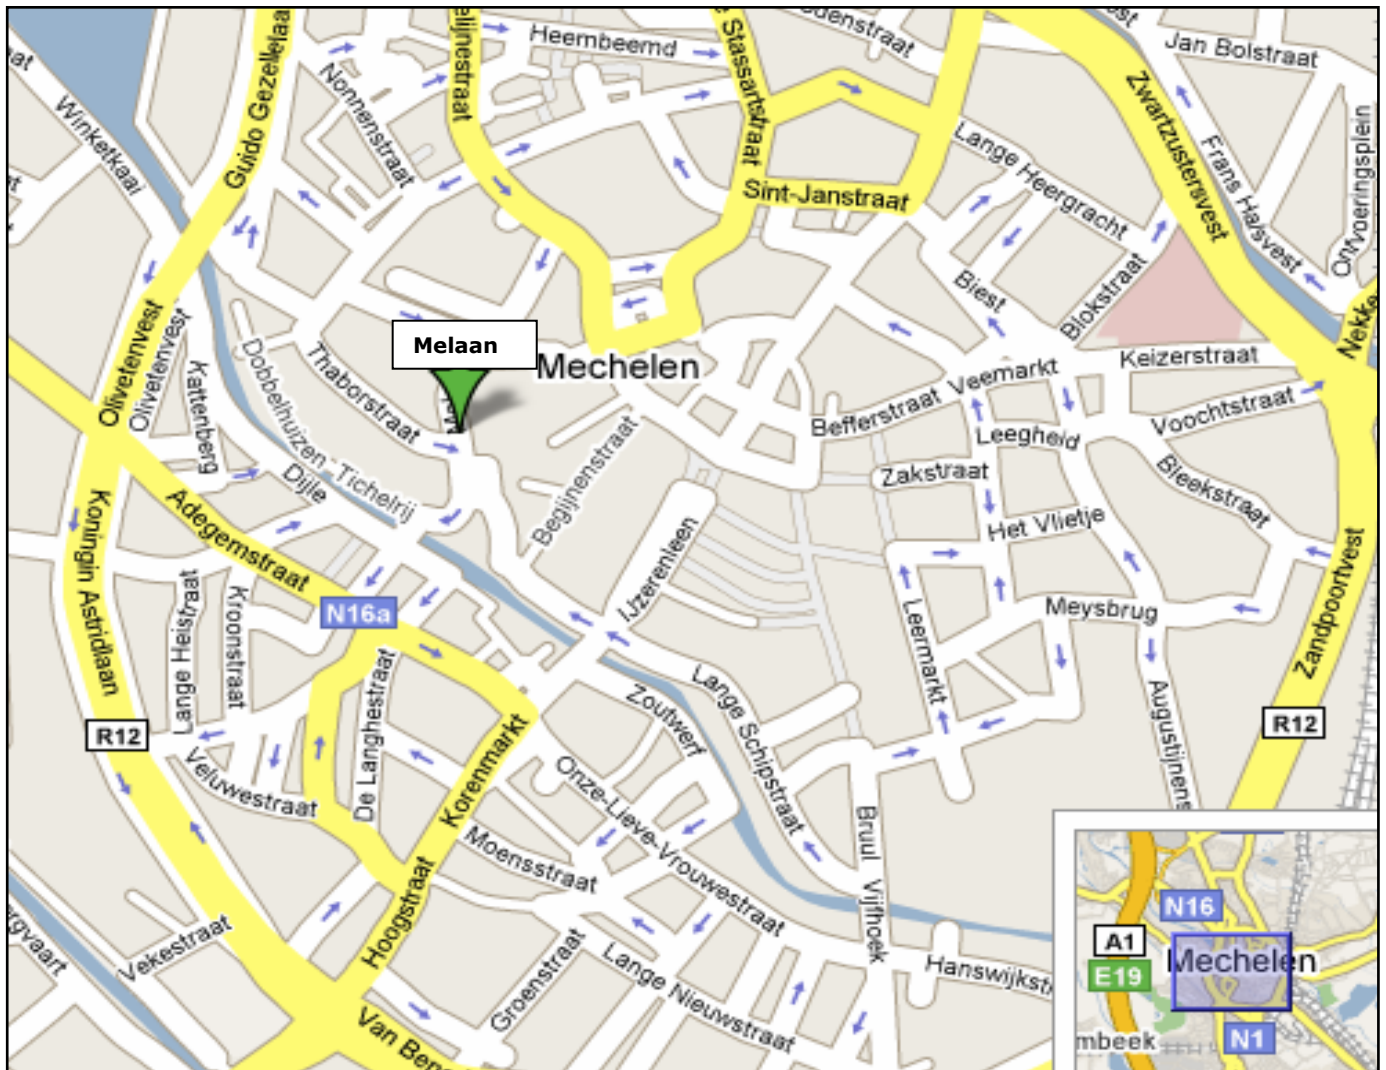 Heembeemd
Jan Bolstraat
Nonnenstraat
Winketkaai
Guido Gezellelaan
Stassartstraat
Zwartzustersvest
Frans Halsvest
Lange Heergracht
Sint-Janstraat
Biest
Blokstraat
Olivetenvest
Olivetenvest
Kattenberg
Dobbelhuizen
Thaborstraat
Melaan
Mechelen
Keizerstraat
Veemarkt
Befferstraat
Voochtstraat
Leegheid
Zakstraat
Bleekstraat
Begijnenstraat
Tichelrij
Dijle
Adegemstraat
Het Vlietje
IJzerenleen
Koningin Astridlaan
Lange Heistraat
Kroonstraat
N16a
Leermarkt
Meysbrug
Zandpoortvest
De Langhestraat
Zoutwerf
Lange Schipstraat
R12
R12
Veluwestraat
Korenmarkt
Onze-Lieve-Vrouwestraat
Moensstraat
Bruul
Vijfhoek
Hoogstraat
Vekestraat
Groenstraat
Lange Nieuwstraat
N16
A1
E19
Mechelen
N1